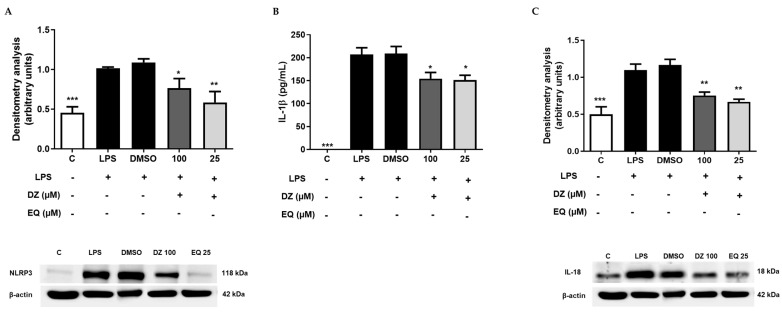 A
Densitometry analysis
(arbitrary units)
1.5
1.0
0.5
0.0
***
*
**
C LPS DMSO 100 25
μM
LPS - + + + +
DZ (μM) - - - + +
EQ (μM) - - - - -
C LPS DMSO DZ 100 EQ 25
NLRP3 118 kDa
β-actin 42 kDa
B
IL-1β (pg/mL)
250
200
150
100
50
0
***
*
*
C LPS DMSO 100 25
μM
LPS - + + + +
DZ (μM) - - - + +
EQ (μM) - - - - -
C
Densitometry analysis
(arbitrary units)
1.5
1.0
0.5
0.0
***
**
**
C LPS DMSO 100 25
μM
LPS - + + + +
DZ (μM) - - - + +
EQ (μM) - - - - -
C LPS DMSO DZ 100 EQ 25
IL-18 18 kDa
β-actin 42 kDa